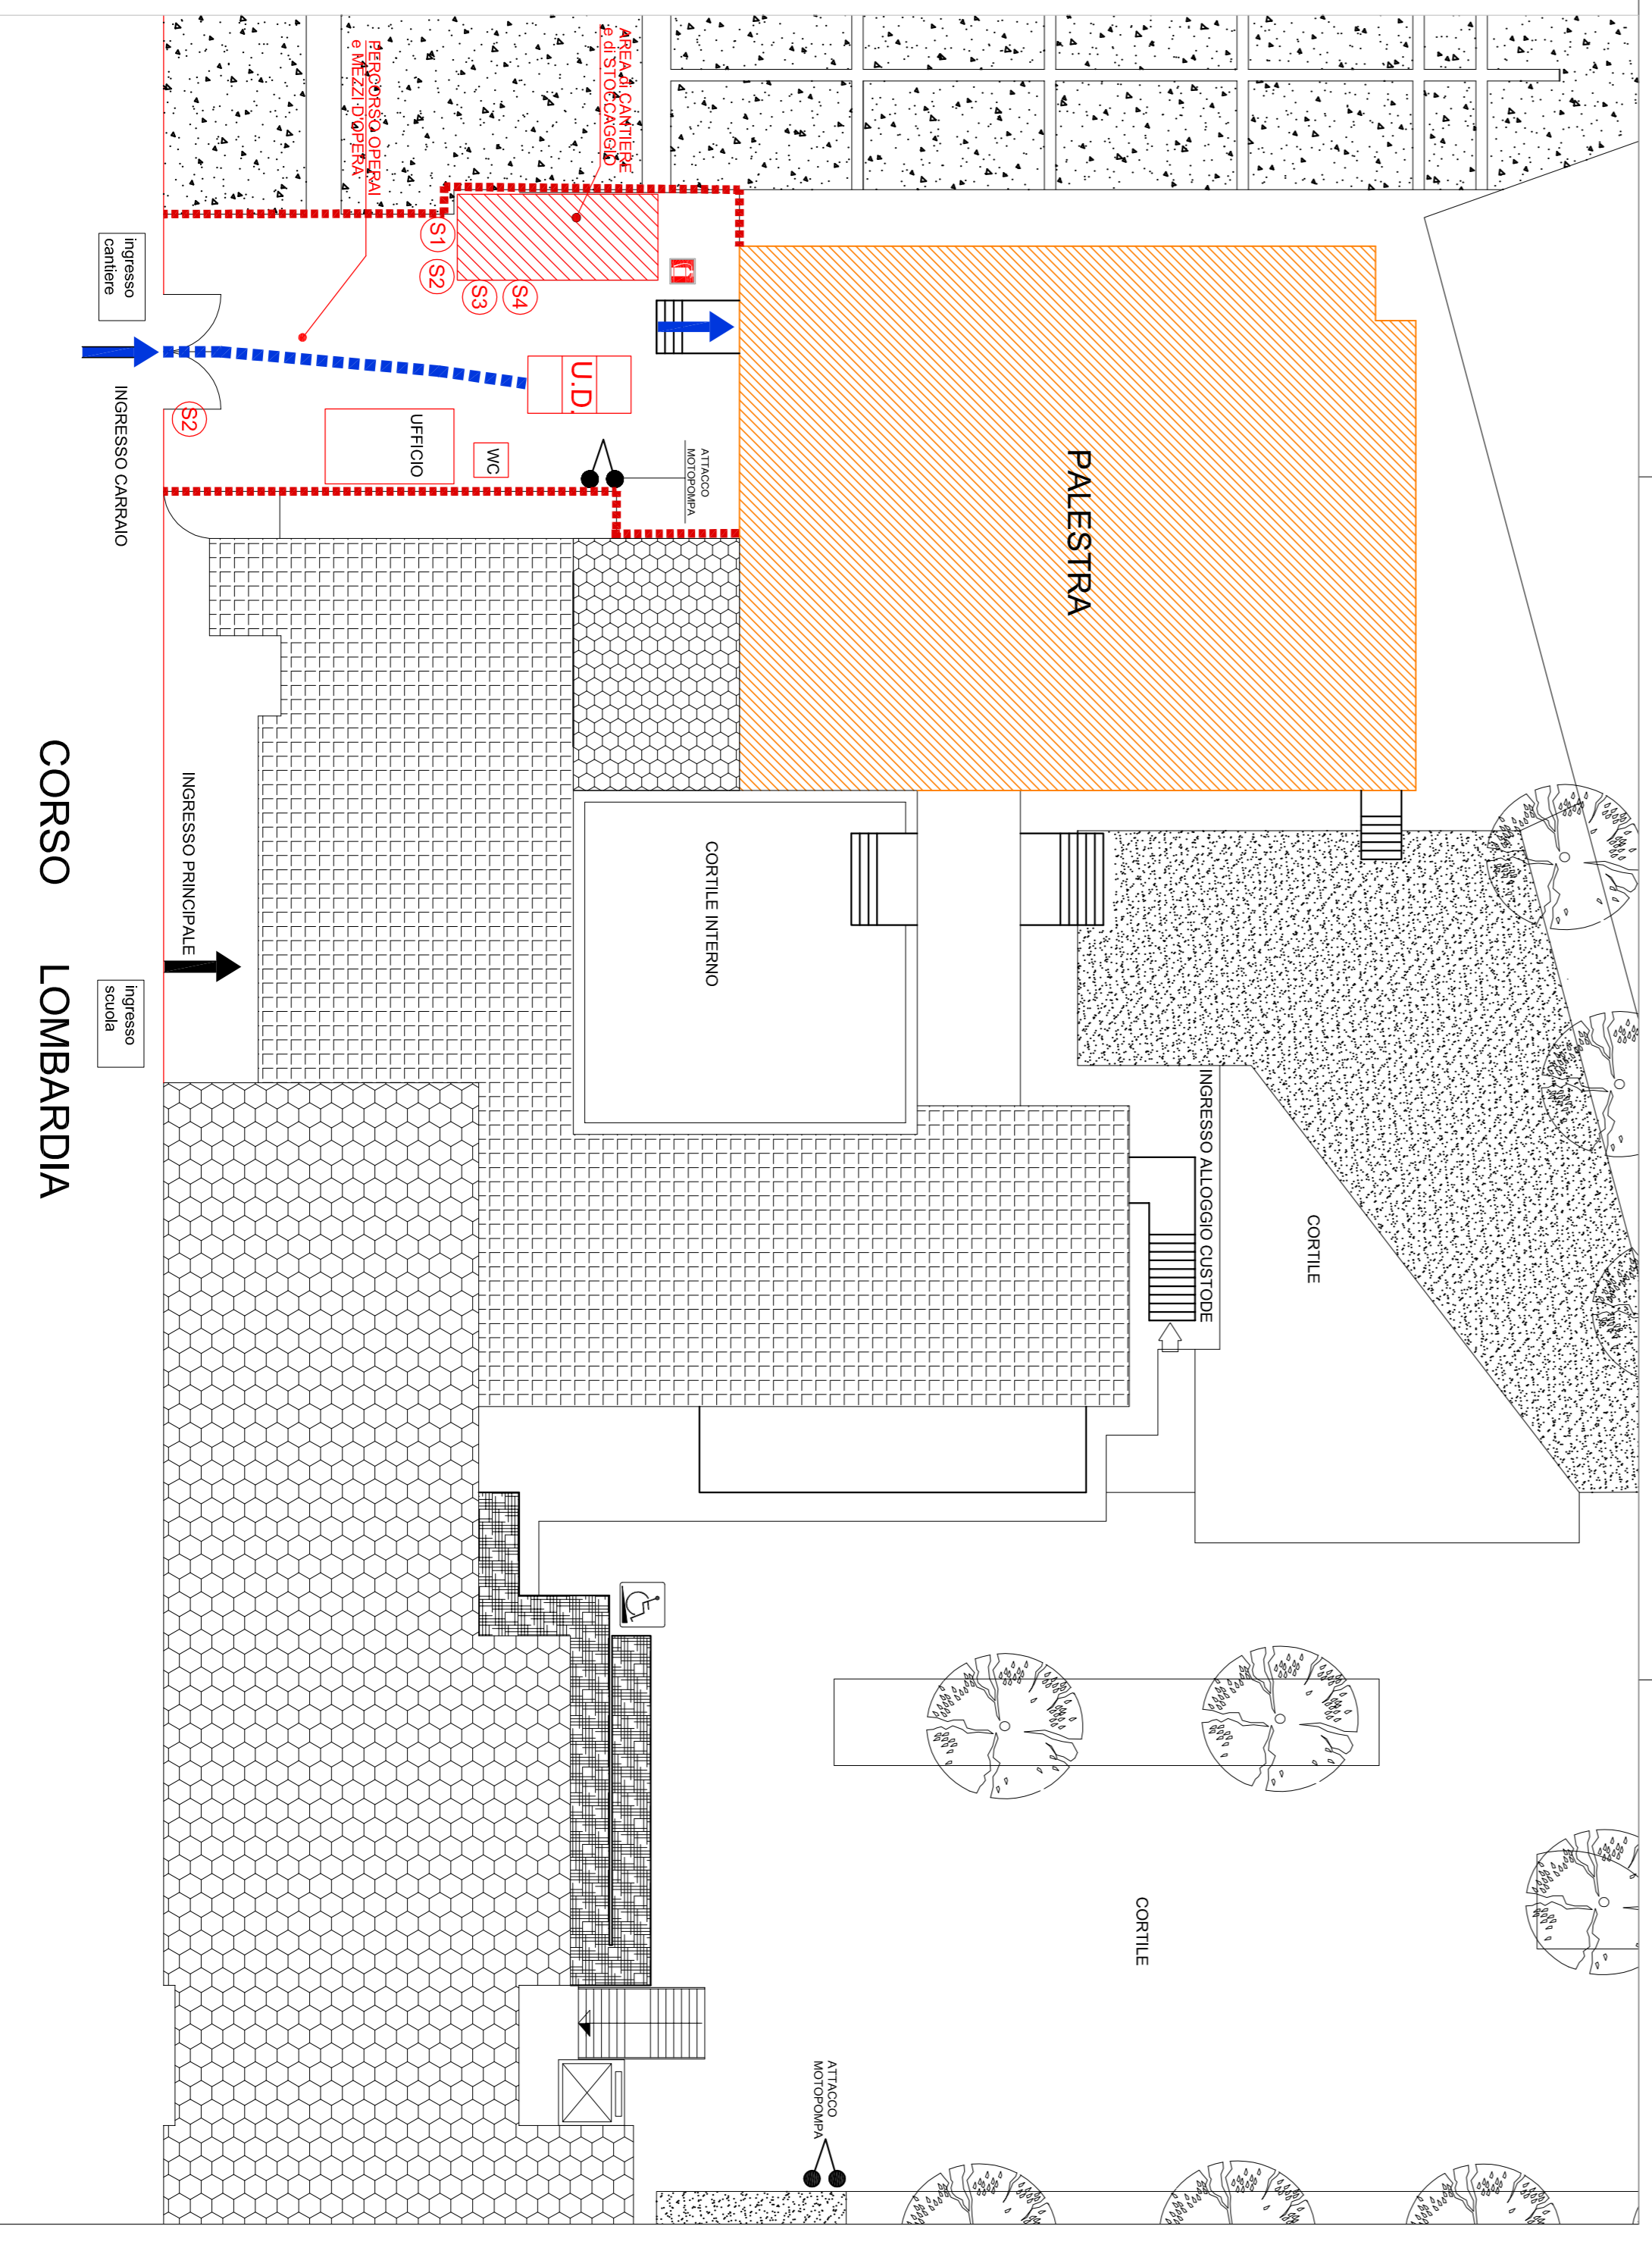 AREA di CANTIERE
e di STOCCAGGIO
PERCORSO OPERAI
e MEZZI D'OPERA
S1
S2
S3
S4
ingresso
cantiere
INGRESSO CARRAIO
S2
U.D.
UFFICIO
WC
ATTACCO
MOTOPOMPA
PALESTRA
CORTILE INTERNO
INGRESSO PRINCIPALE
ingresso
scuola
CORSO LOMBARDIA
INGRESSO ALLOGGIO CUSTODE
CORTILE
CORTILE
ATTACCO
MOTOPOMPA